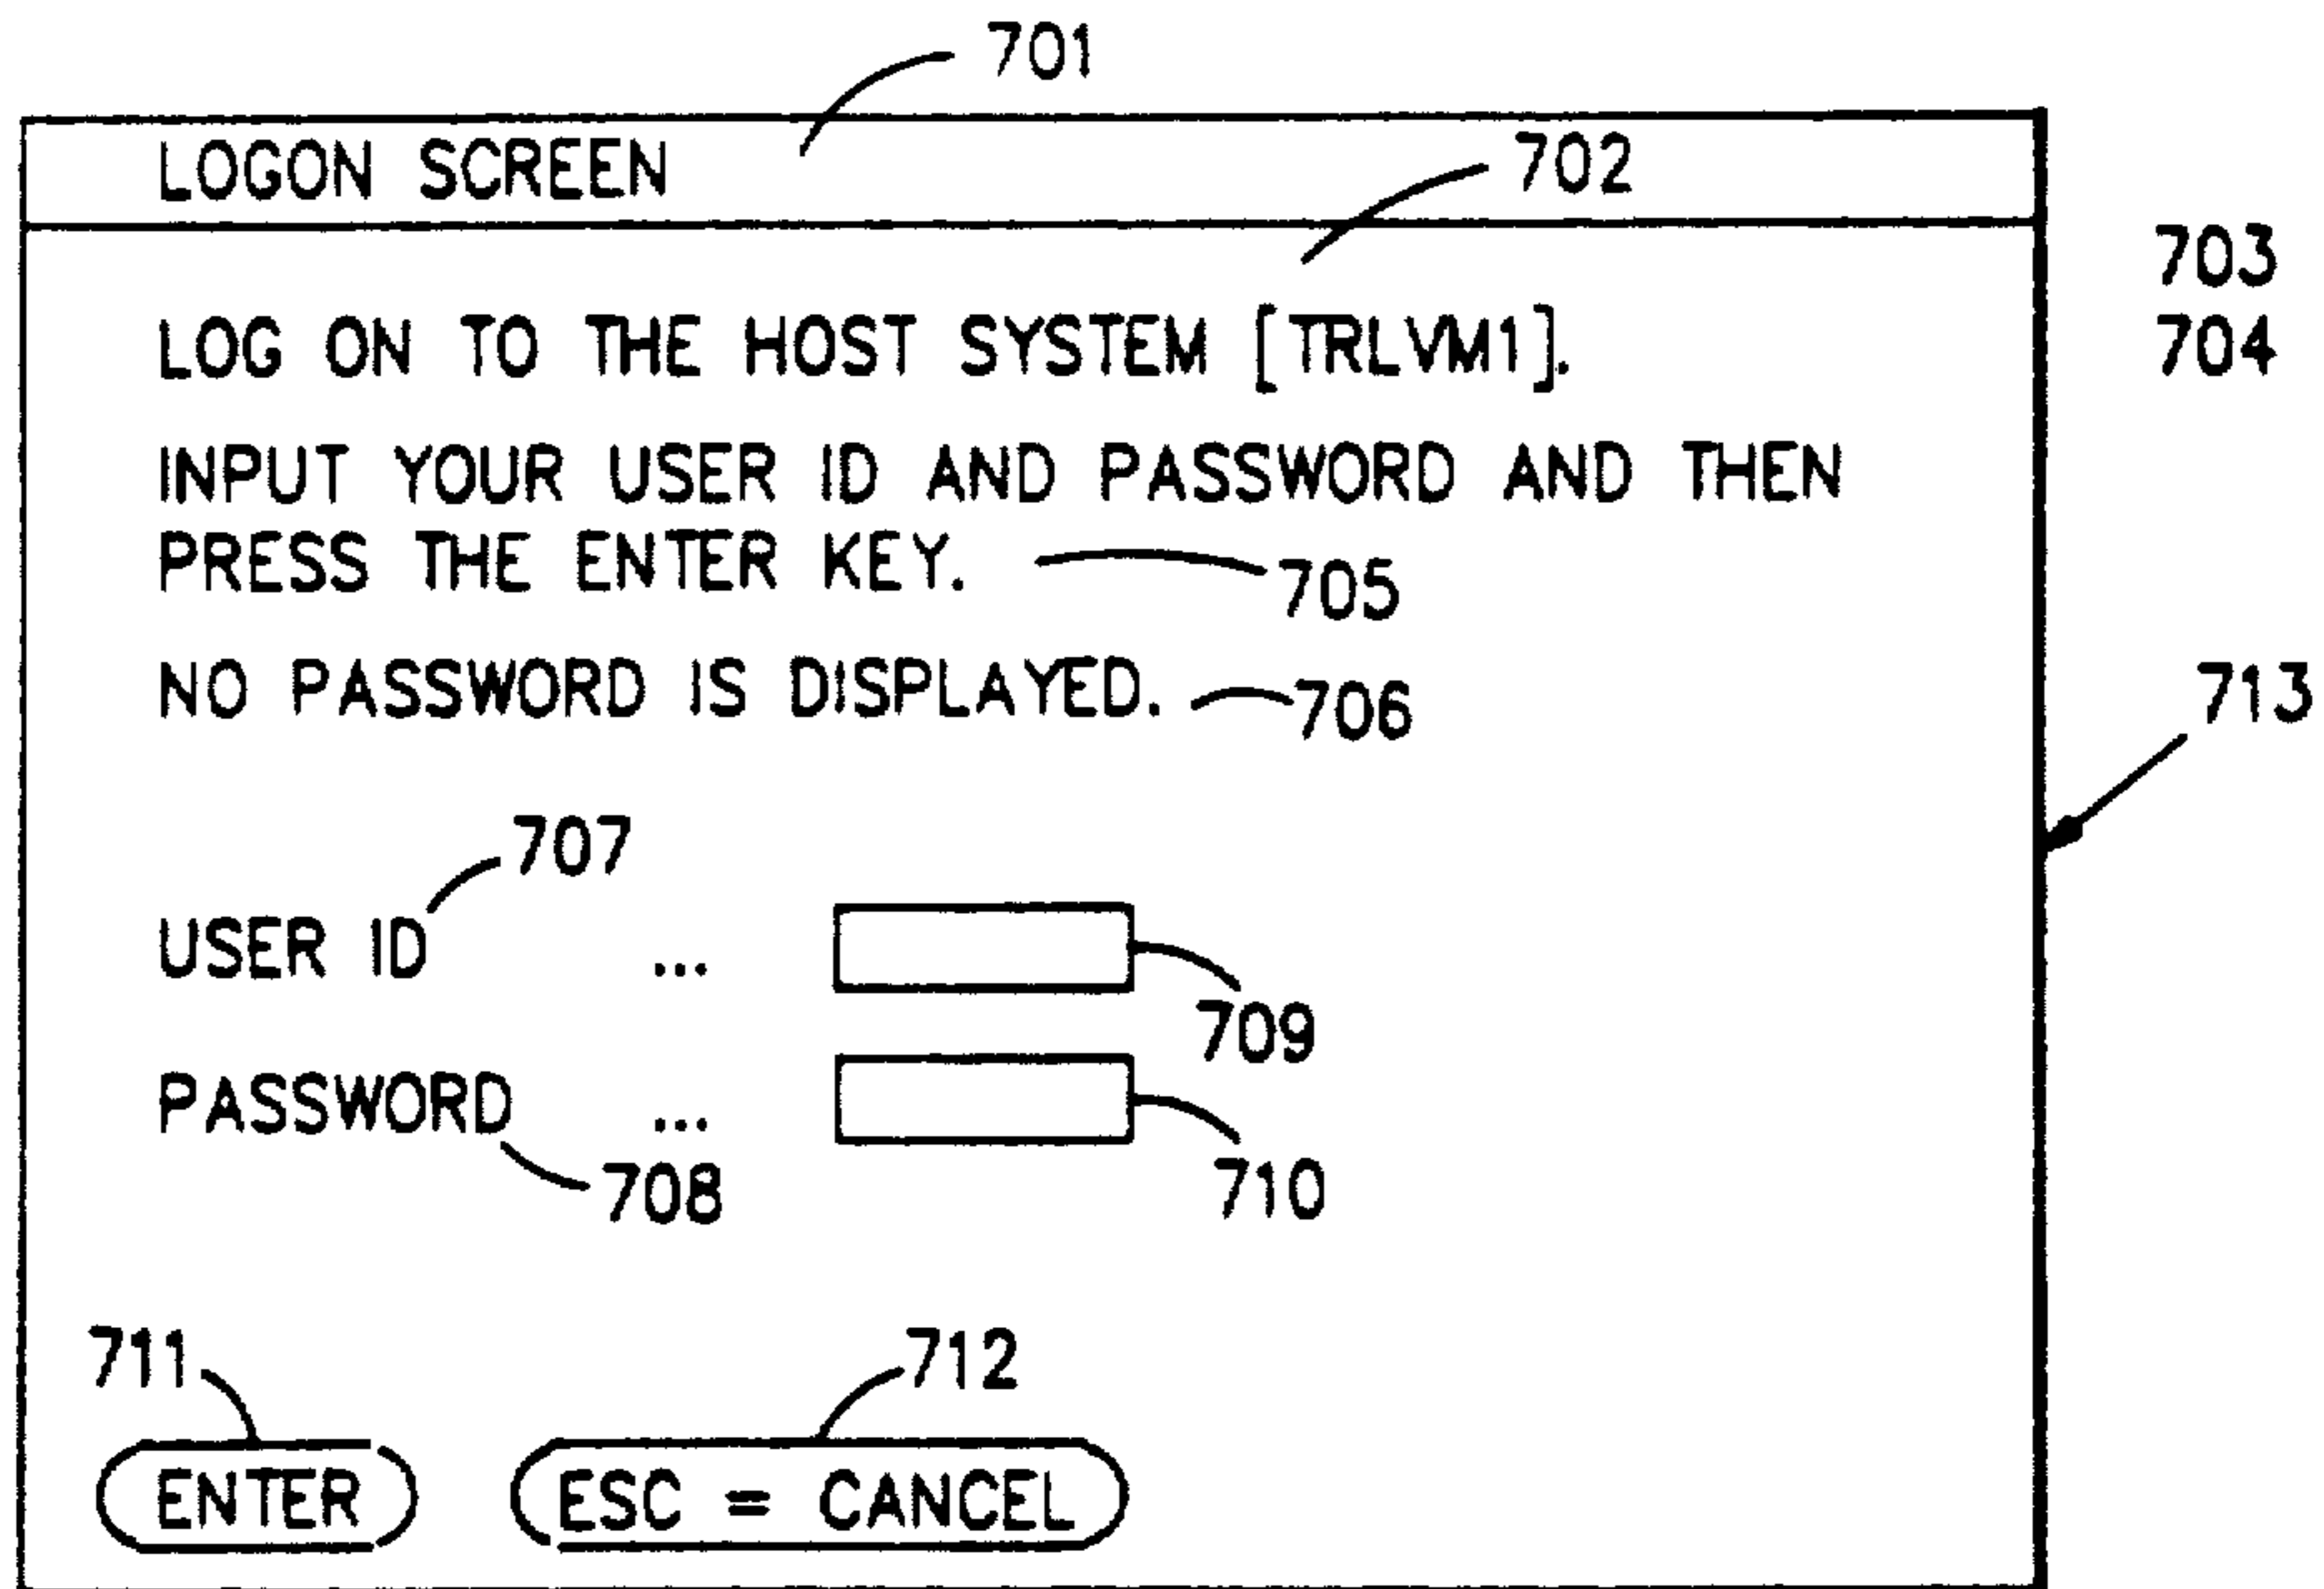 701
LOGON SCREEN
702
703
LOG ON TO THE HOST SYSTEM [TRLVM1].
704
INPUT YOUR USER ID AND PASSWORD AND THEN
PRESS THE ENTER KEY. 705
NO PASSWORD IS DISPLAYED. 706
713
707
USER ID ...
709
PASSWORD ...
708
710
711
712
ENTER
ESC = CANCEL